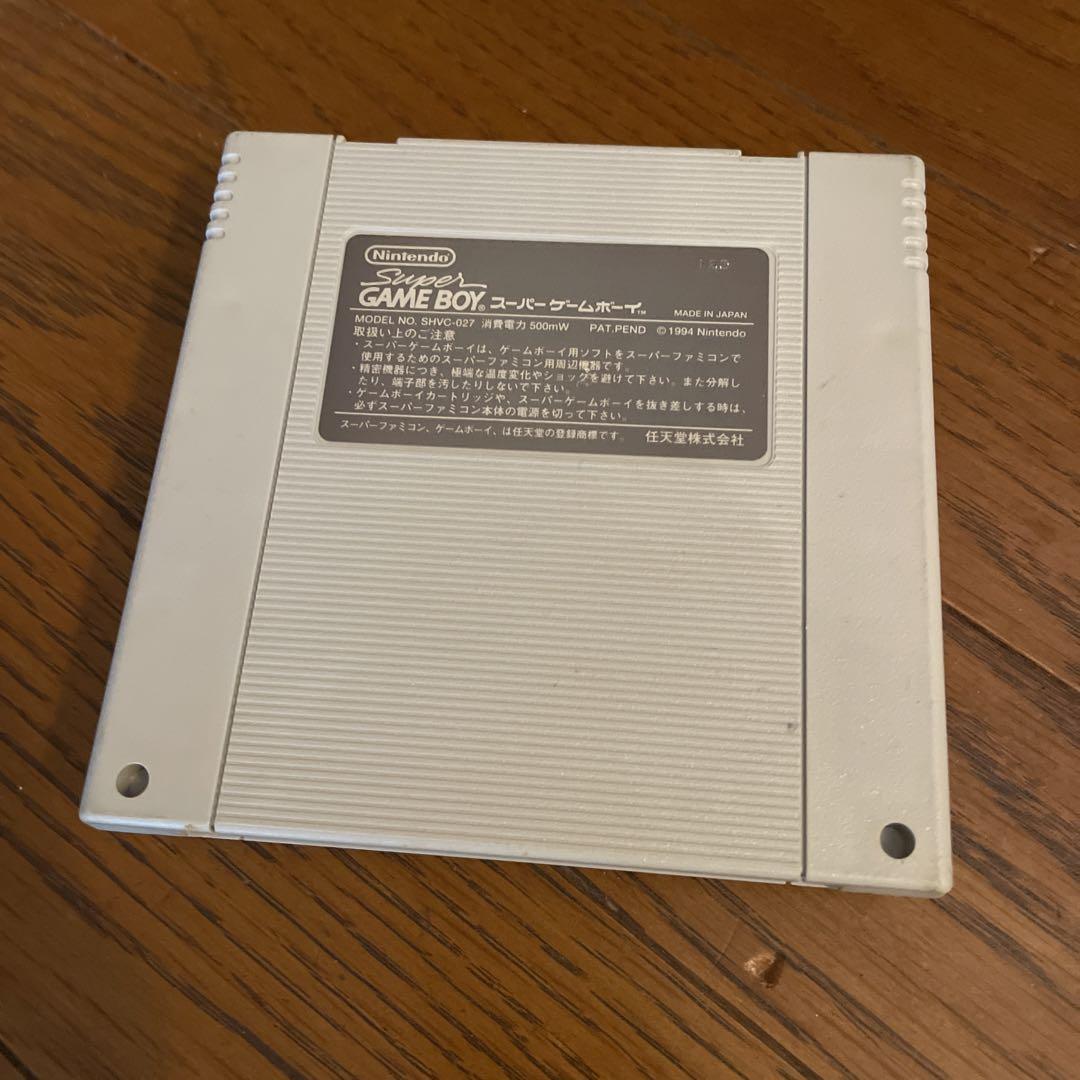 Nintendo
Super
GAME BOY® スーパーゲームボーイ™
MADE IN JAPAN
MODEL NO. SHVC-027 消費電力 500mW PAT.PEND © 1994 Nintendo
取扱い上のご注意
・スーパーゲームボーイは、ゲームボーイ用ソフトをスーパーファミコンで
使用するためのスーパーファミコン用周辺機器です。
・精密機器につき、極端な温度変化やショックを避けて下さい。また分解し
たり、端子部を汚したりしないで下さい。
・ゲームボーイカートリッジや、スーパーゲームボーイを抜き差しする時は、
必ずスーパーファミコン本体の電源を切って下さい。
スーパーファミコン、ゲームボーイ、は任天堂の登録商標です。 任天堂株式会社